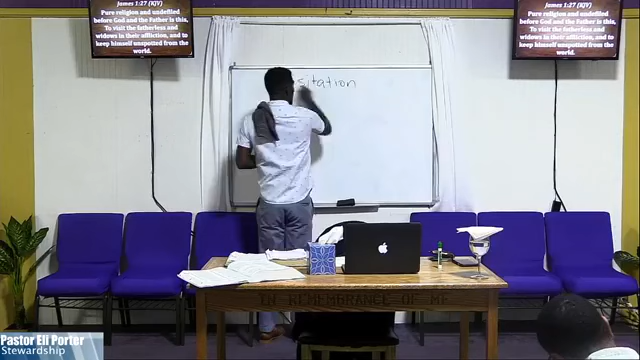 James 1:27 (KJV)
Pure religion and undefiled
before God and the Father is this,
To visit the fatherless and
widows in their affliction, and to
keep himself unspotted from the
world.
James 1:27 (KJV)
Pure religion and undefiled
before God and the Father is this,
To visit the fatherless and
widows in their affliction, and to
keep himself unspotted from the
world.
sitation
IN REMEMBRANCE OF ME
Pastor Eli Porter
Stewardship